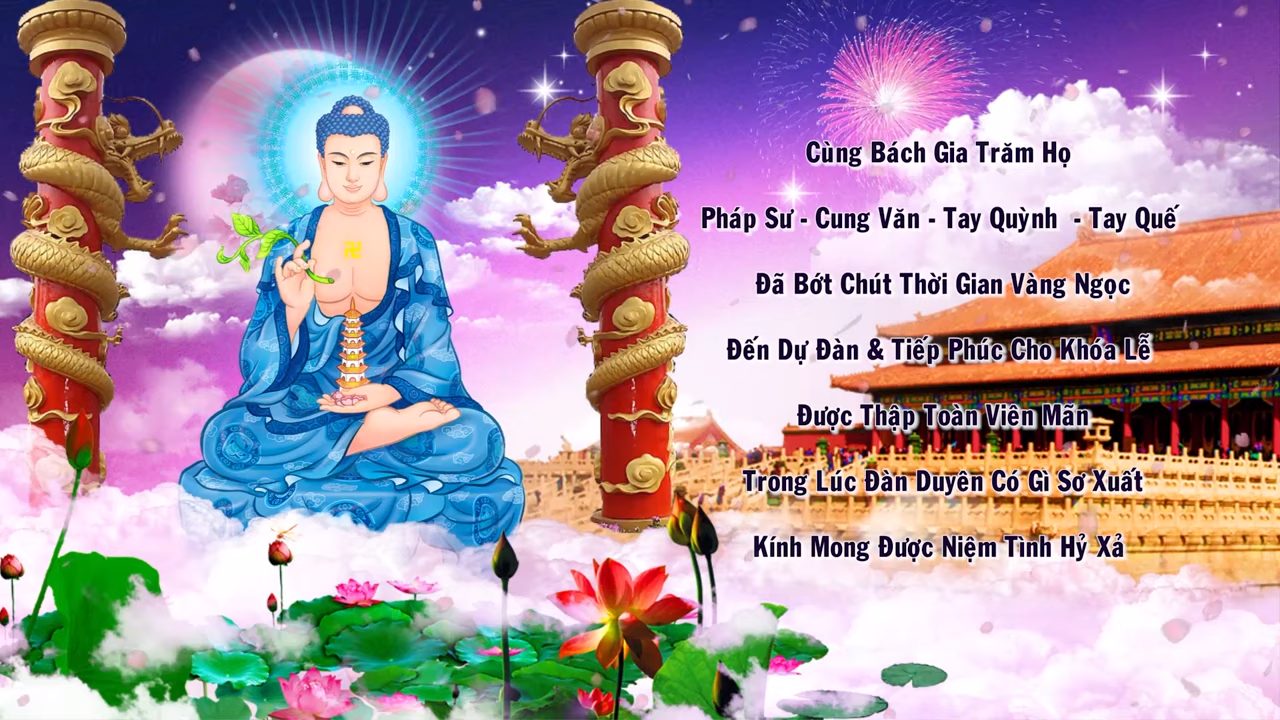 Cùng Bách Gia Trăm Họ
Pháp Sư - Cung Văn - Tay Quỳnh - Tay Quế
Đã Bớt Chút Thời Gian Vàng Ngọc
Đến Dự Đàn & Tiếp Phúc Cho Khóa Lễ
Được Thập Toàn Viên Mãn
Trong Lúc Đàn Duyên Có Gì Sơ Xuất
Kính Mong Được Niệm Tình Hỷ Xả